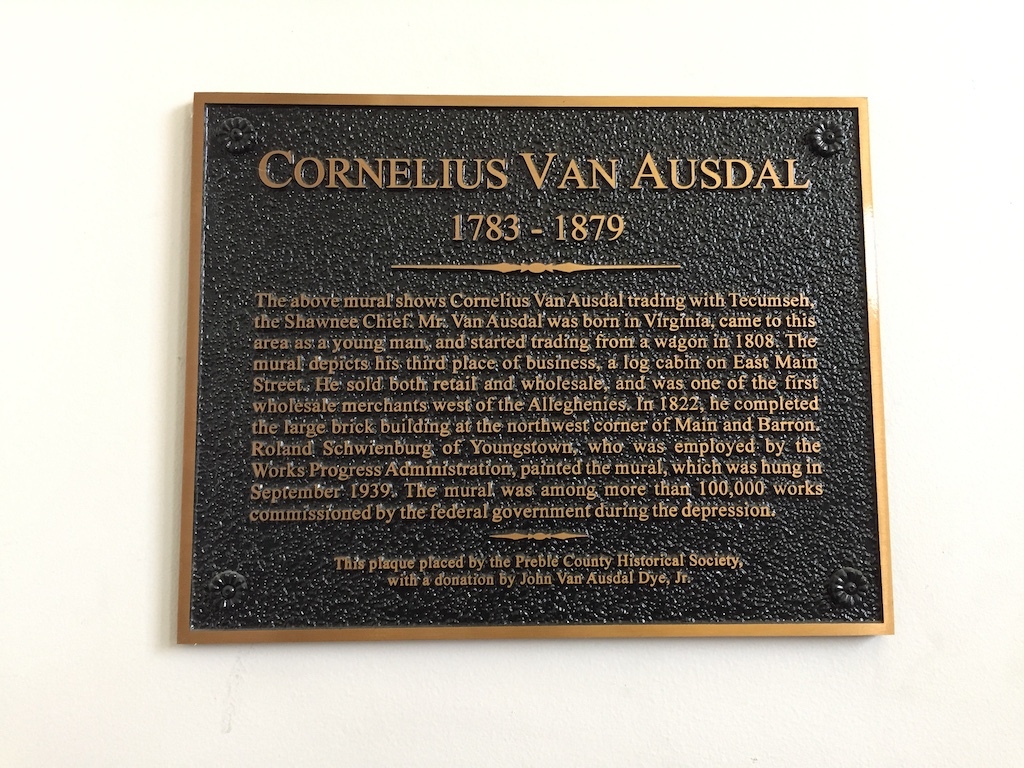 CORNELIUS VAN AUSDAL
1783 - 1879
The above mural shows Cornelius Van Ausdal trading with Tecumseh,
the Shawnee Chief. Mr. Van Ausdal was born in Virginia, came to this
area as a young man, and started trading from a wagon in 1808. The
mural depicts his third place of business, a log cabin on East Main
Street. He sold both retail and wholesale, and was one of the first
wholesale merchants west of the Alleghenies. In 1822, he completed
the large brick building at the northwest corner of Main and Barron.
Roland Schwienburg of Youngstown, who was employed by the
Works Progress Administration, painted the mural, which was hung in
September 1939. The mural was among more than 100,000 works
commissioned by the federal government during the depression.
This plaque placed by the Preble County Historical Society,
with a donation by John Van Ausdal Dye, Jr.